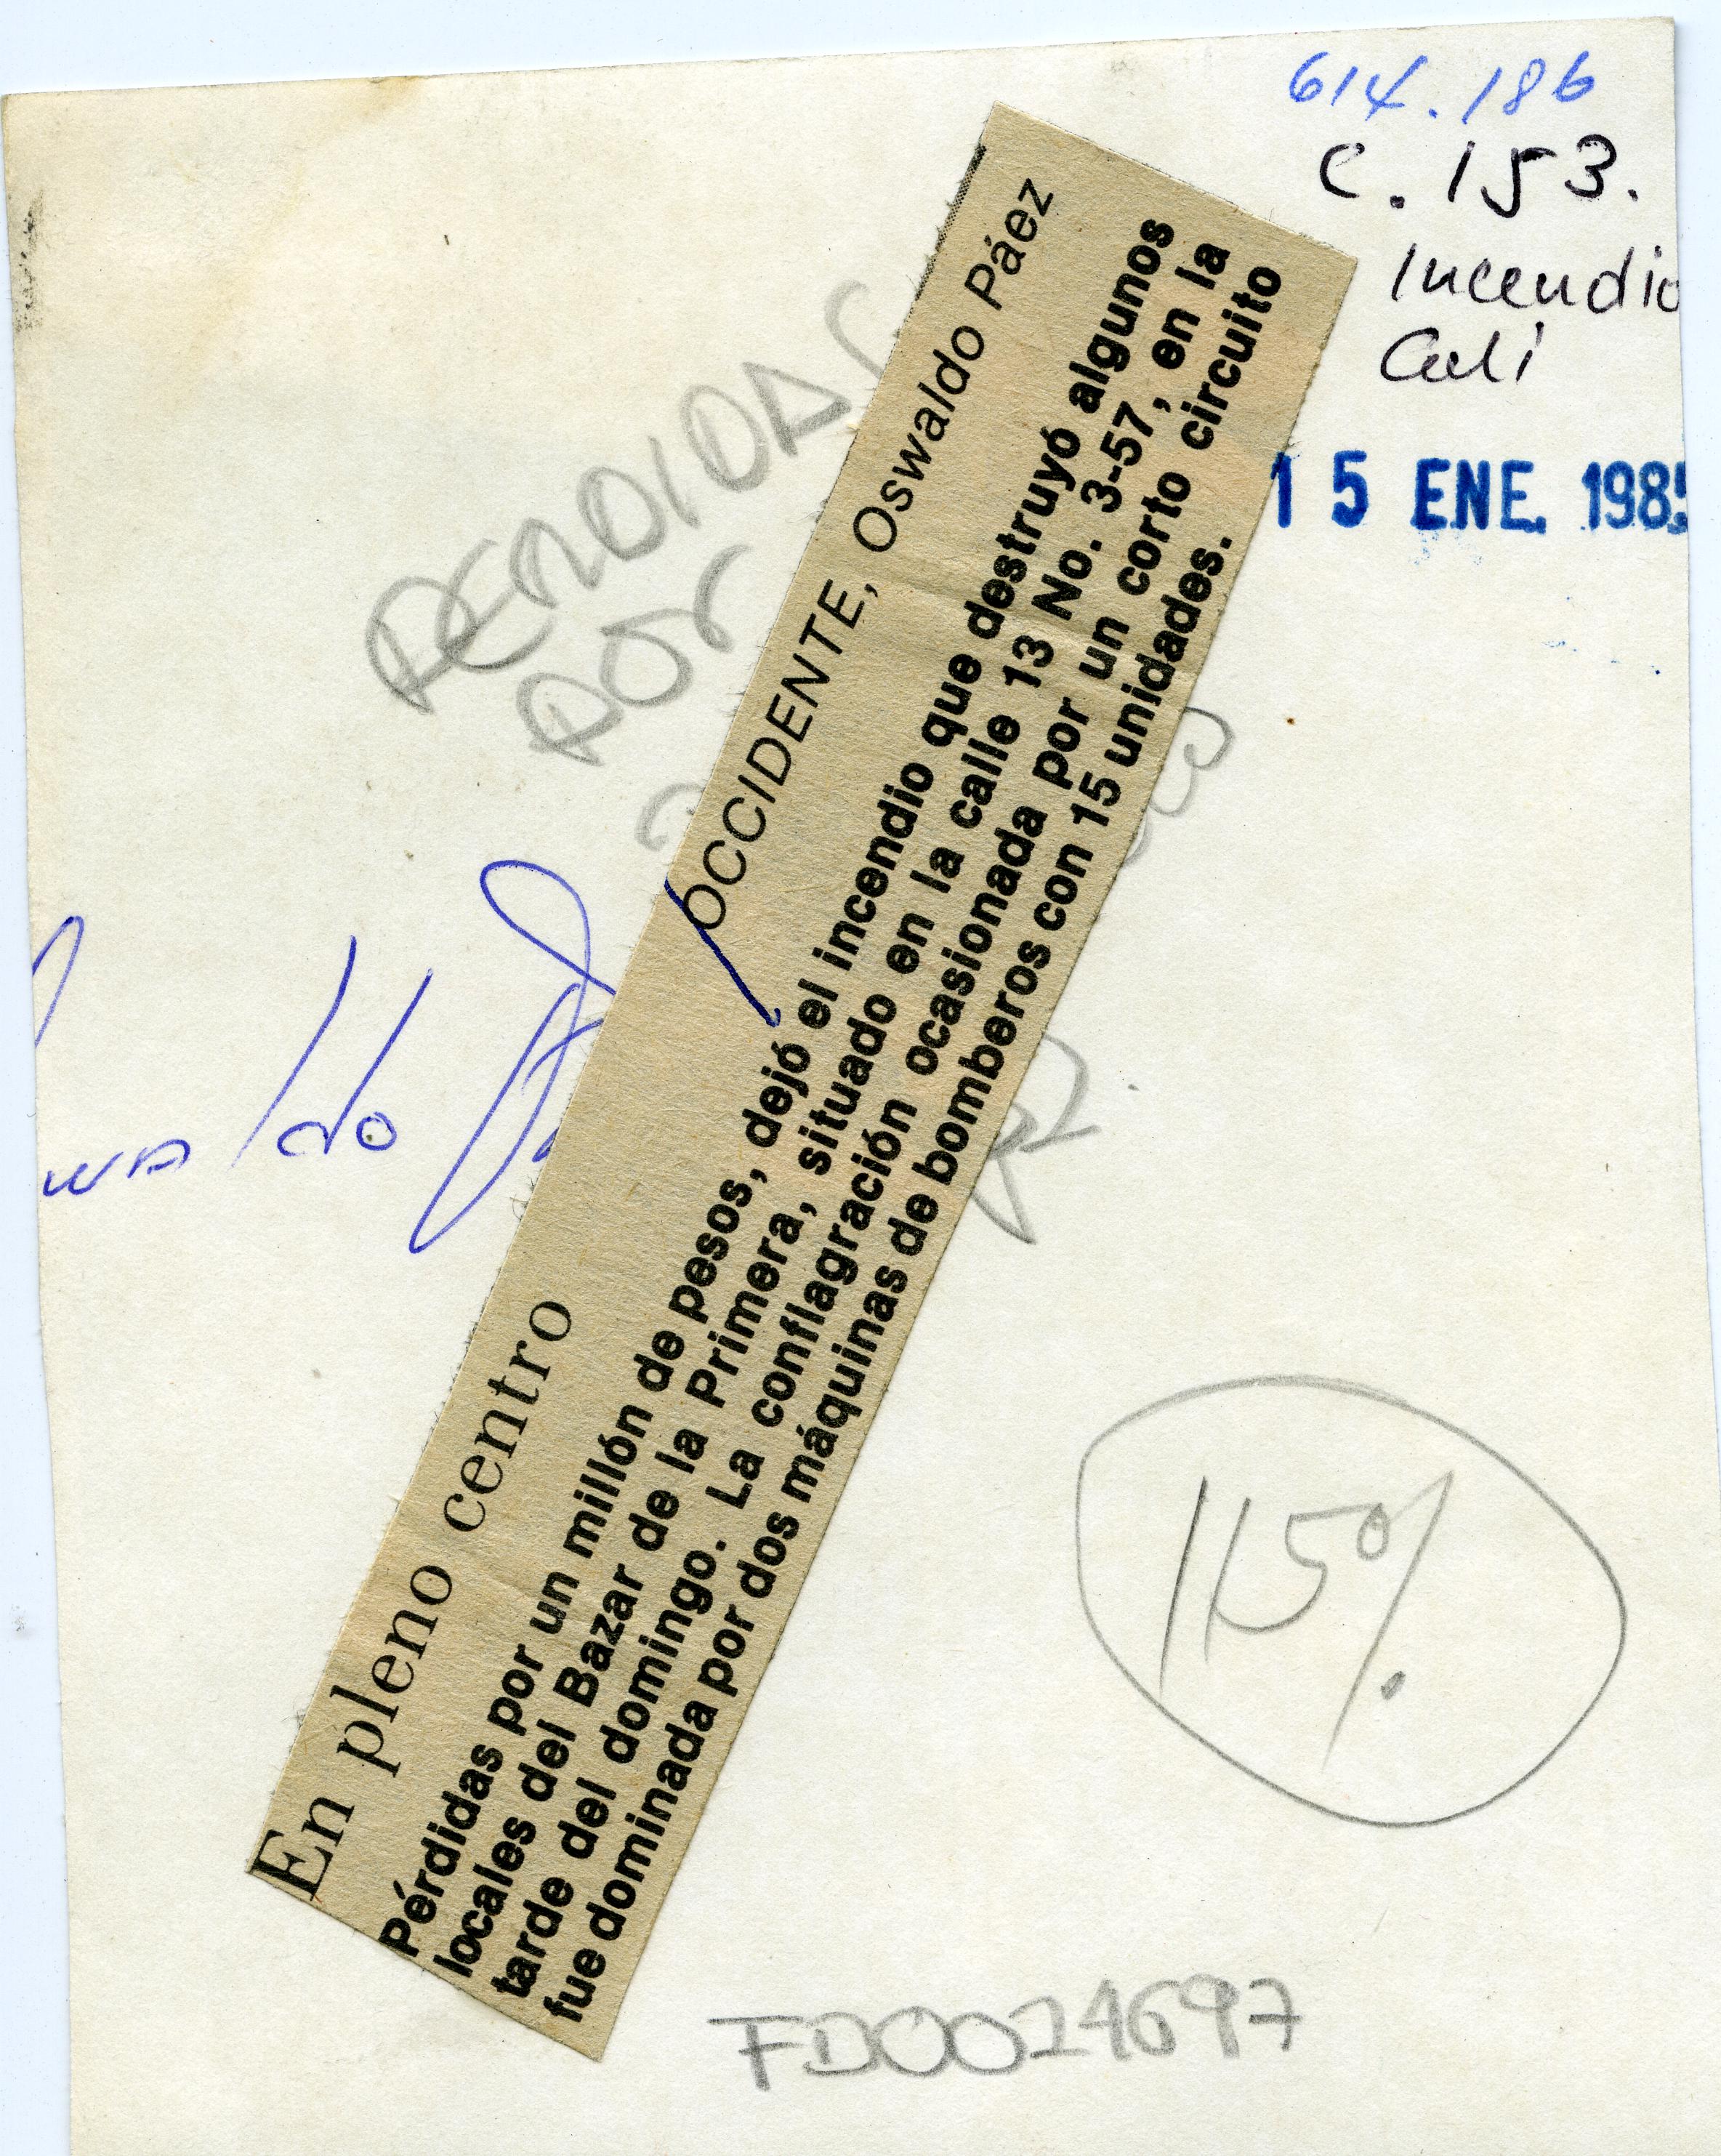 614.186
C. 153.
Incendio
Cali
15 ENE. 1985
PERDIDAS
POR
En pleno centro
OCCIDENTE, Oswaldo Páez
Pérdidas por un millón de pesos, dejó el incendio que destruyó algunos
locales del Bazar de la Primera, situado en la calle 13 No. 3-57, en la
tarde del domingo. La conflagración ocasionada por un corto circuito
fue dominada por dos máquinas de bomberos con 15 unidades.
115%
FD0024697